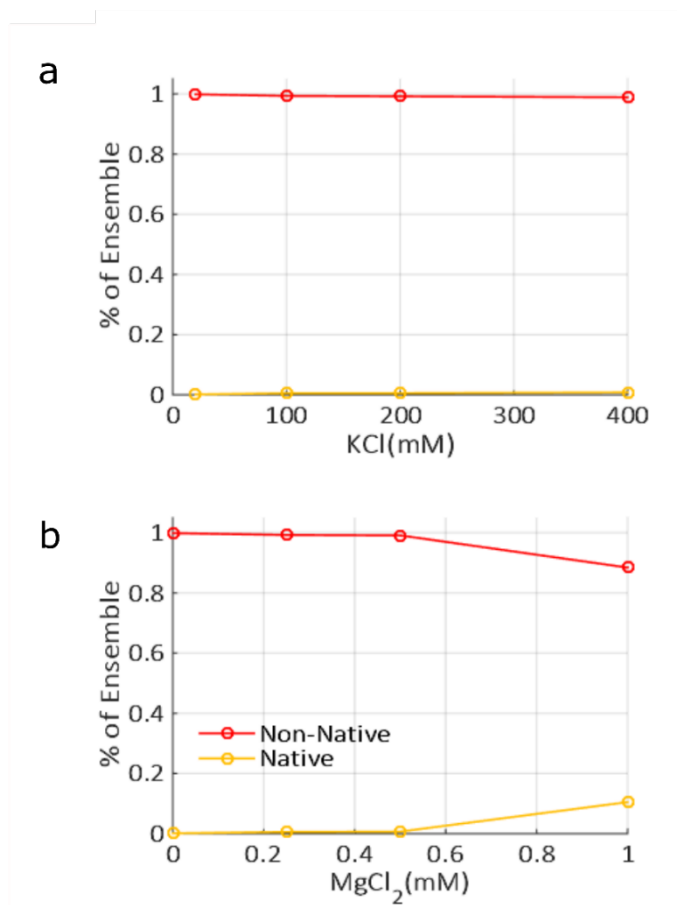 a
% of Ensemble
1
0.8
0.6
0.4
0.2
0
0 100 200 300 400
KCl(mM)
b
% of Ensemble
1
0.8
0.6
0.4
0.2
0
Non-Native
Native
0 0.2 0.4 0.6 0.8 1
MgCl₂(mM)